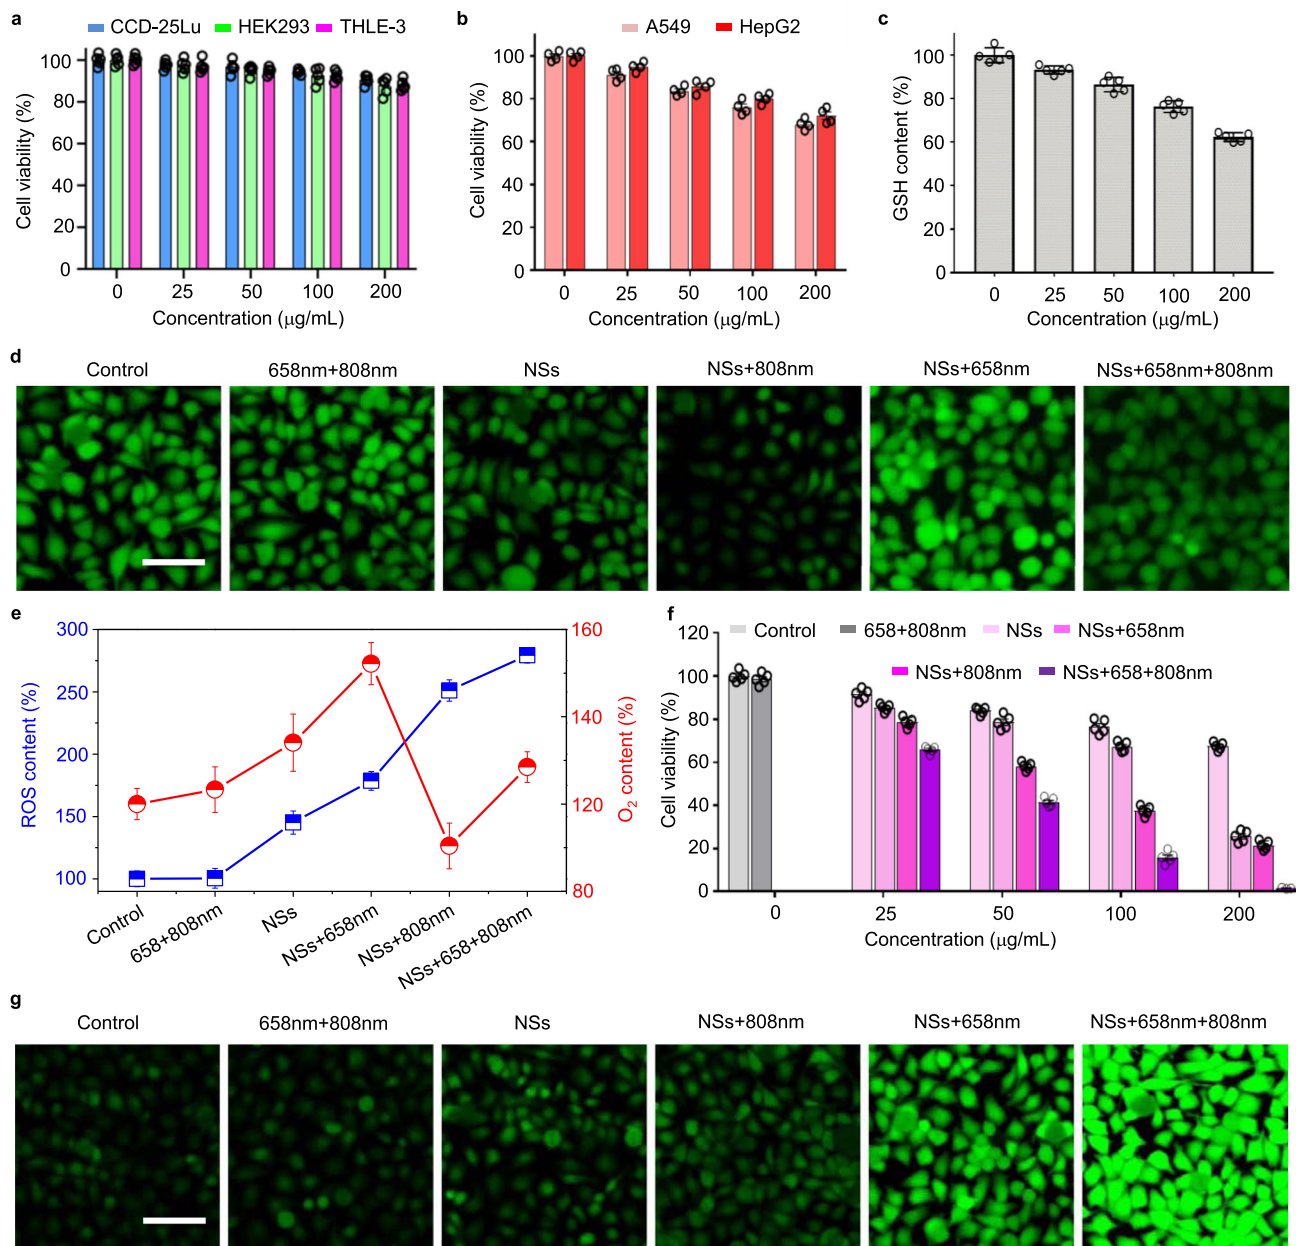 a
CCD-25Lu HEK293 THLE-3
Cell viability (%)
100
80
60
40
20
0
0 25 50 100 200
Concentration (μg/mL)
b
A549 HepG2
Cell viability (%)
100
80
60
40
20
0
0 25 50 100 200
Concentration (μg/mL)
c
GSH content (%)
100
80
60
40
20
0
0 25 50 100 200
Concentration (μg/mL)
d
Control 658nm+808nm NSs NSs+808nm NSs+658nm NSs+658nm+808nm
e
ROS content (%)
300
250
200
150
100
O2 content (%)
160
140
120
80
Control 658+808nm NSs NSs+658nm NSs+808nm NSs+658+808nm
f
Control 658+808nm NSs NSs+658nm
NSs+808nm NSs+658+808nm
Cell viability (%)
120
100
80
60
40
20
0
0 25 50 100 200
Concentration (μg/mL)
g
Control 658nm+808nm NSs NSs+808nm NSs+658nm NSs+658nm+808nm